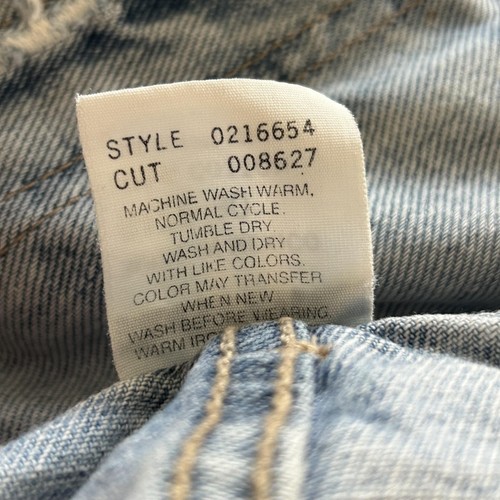 STYLE 0216654
CUT 008627
MACHINE WASH WARM,
NORMAL CYCLE.
TUMBLE DRY.
WASH AND DRY
WITH LIKE COLORS.
COLOR MAY TRANSFER
WHEN NEW
WASH BEFORE WEARING
WARM